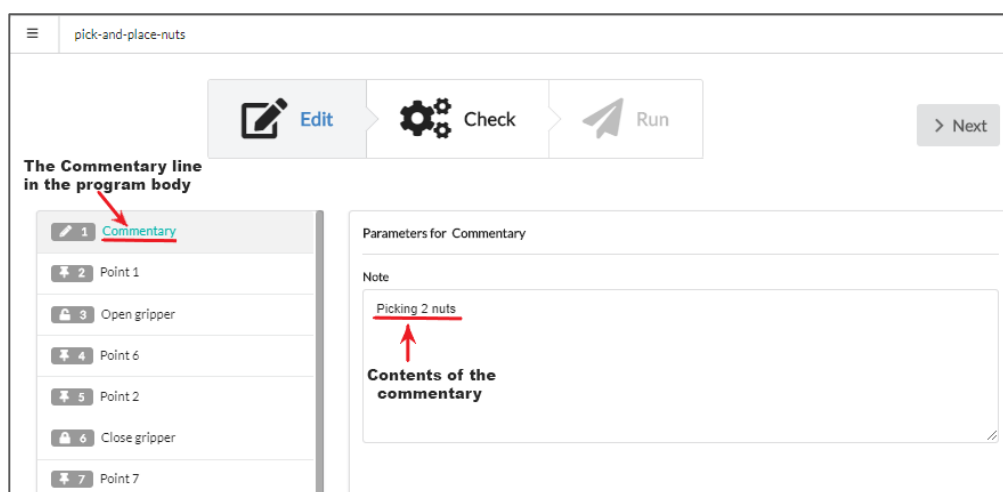 pick-and-place-nuts
Edit
Check
Run
> Next
The Commentary line
in the program body
1 Commentary
2 Point 1
3 Open gripper
4 Point 6
5 Point 2
6 Close gripper
7 Point 7
Parameters for Commentary
Note
Picking 2 nuts
Contents of the
commentary